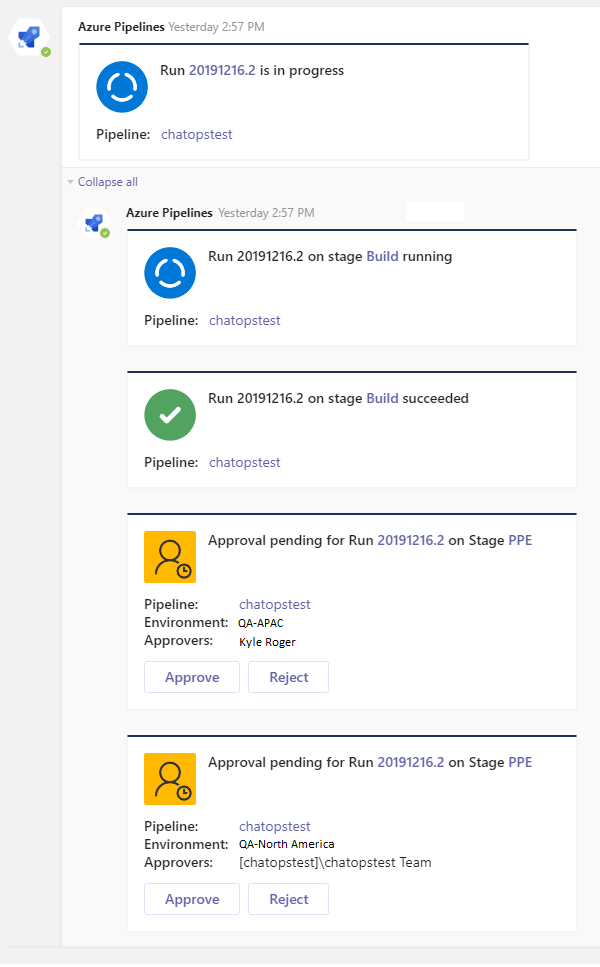 Azure Pipelines Yesterday 2:57 PM
Run 20191216.2 is in progress
Pipeline: chatopstest
Collapse all
Azure Pipelines Yesterday 2:57 PM
Run 20191216.2 on stage Build running
Pipeline: chatopstest
Run 20191216.2 on stage Build succeeded
Pipeline: chatopstest
Approval pending for Run 20191216.2 on Stage PPE
Pipeline: chatopstest
Environment: QA-APAC
Approvers: Kyle Roger
Approve Reject
Approval pending for Run 20191216.2 on Stage PPE
Pipeline: chatopstest
Environment: QA-North America
Approvers: [chatopstest]\chatopstest Team
Approve Reject